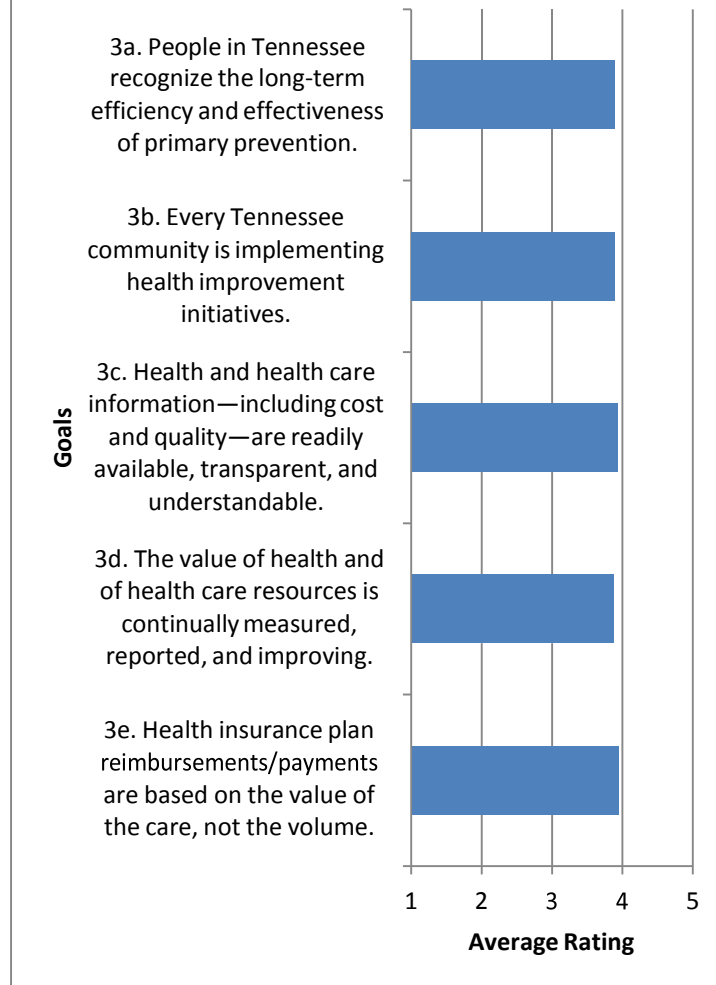 3a. People in Tennessee
recognize the long-term
efficiency and effectiveness
of primary prevention.
3b. Every Tennessee
community is implementing
health improvement
initiatives.
3c. Health and health care
information—including cost
and quality—are readily
available, transparent, and
understandable.
Goals
3d. The value of health and
of health care resources is
continually measured,
reported, and improving.
3e. Health insurance plan
reimbursements/payments
are based on the value of
the care, not the volume.
1 2 3 4 5
Average Rating